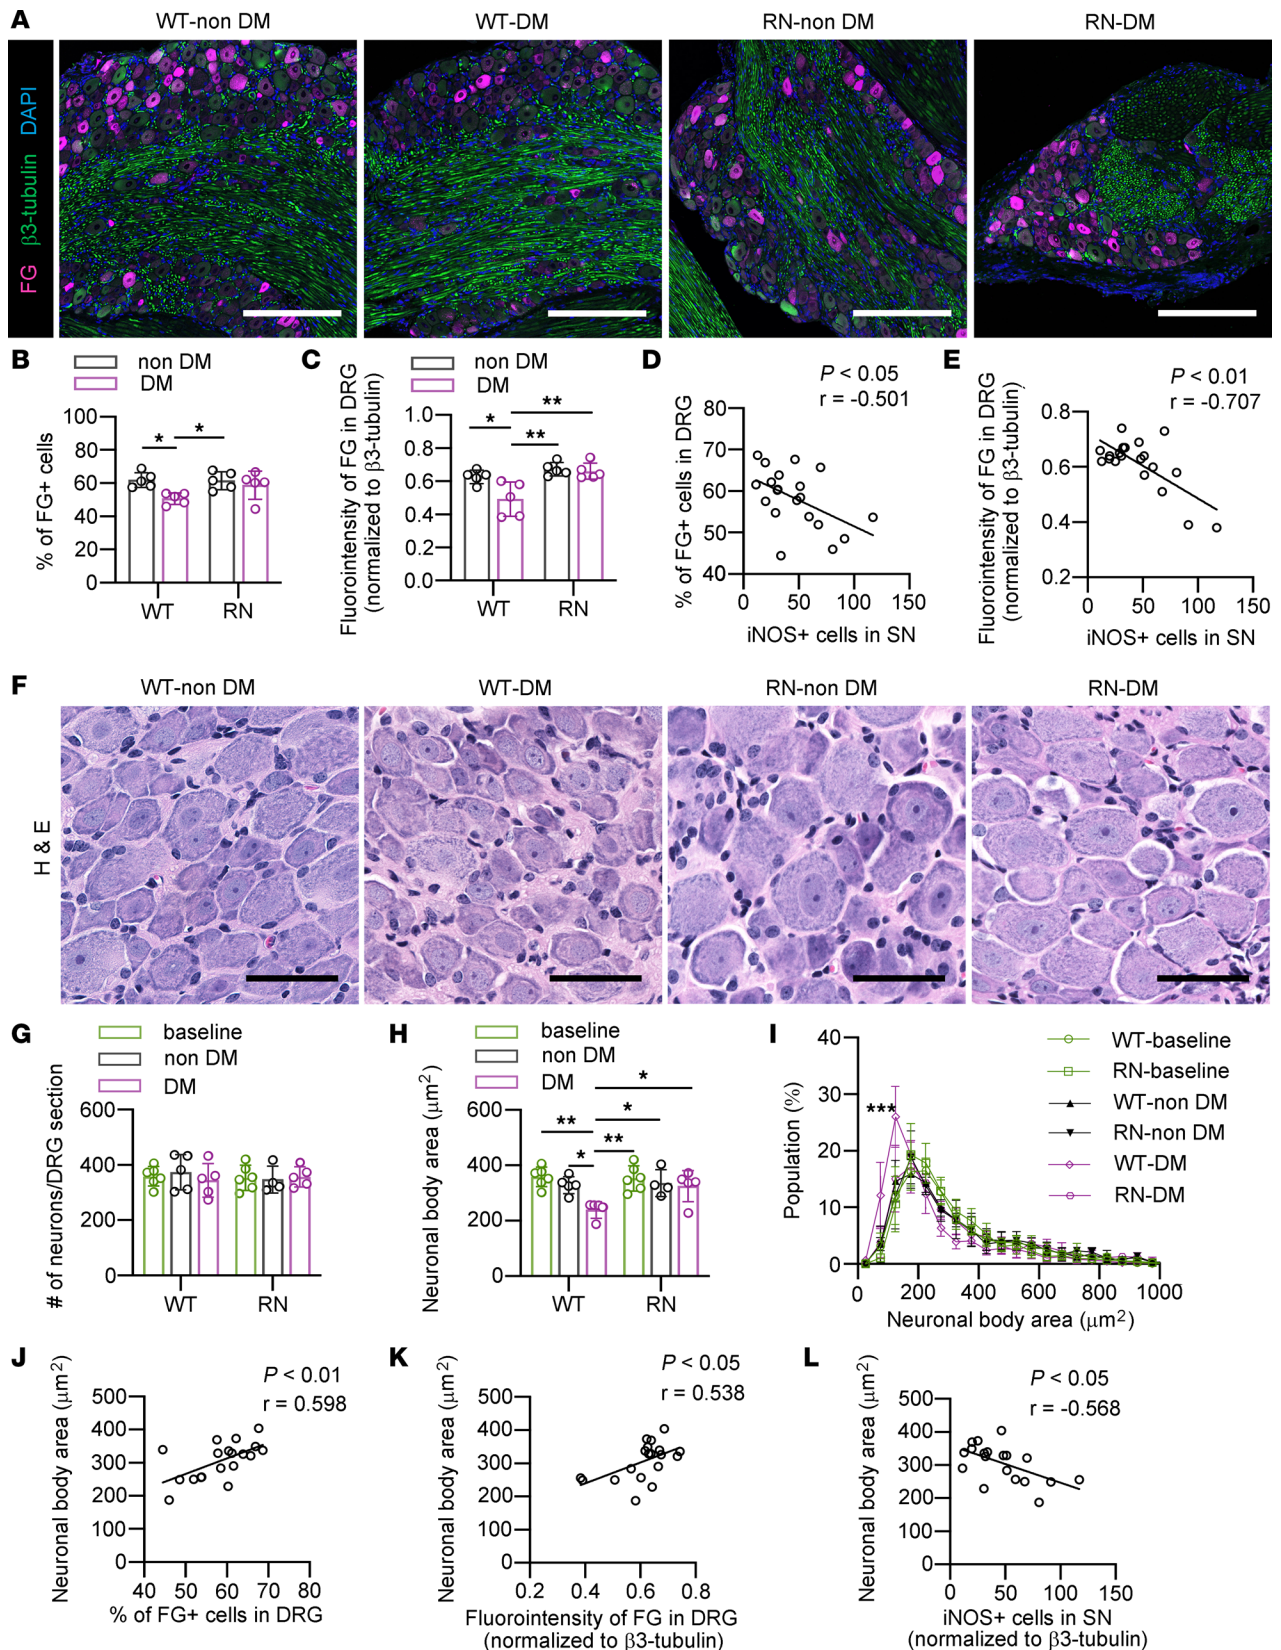 A
WT-non DM
WT-DM
RN-non DM
RN-DM
FG β3-tubulin DAPI
B
non DM
DM
% of FG+ cells
100
80
60
40
20
0
*
*
WT
RN
C
non DM
DM
Fluorointensity of FG in DRG
(normalized to β3-tubulin)
1.0
0.8
0.6
0.4
0.2
0.0
*
**
**
WT
RN
D
P < 0.05
r = -0.501
% of FG+ cells in DRG
80
70
60
50
40
0
50
100
150
iNOS+ cells in SN
E
P < 0.01
r = -0.707
Fluorointensity of FG in DRG
(normalized to β3-tubulin)
0.8
0.6
0.4
0.2
0
50
100
150
iNOS+ cells in SN
F
WT-non DM
WT-DM
RN-non DM
RN-DM
H & E
G
baseline
non DM
DM
# of neurons/DRG section
600
400
200
0
WT
RN
H
baseline
non DM
DM
Neuronal body area (μm²)
600
400
200
0
**
*
*
*
**
WT
RN
I
Population (%)
40
30
20
10
0
***
0
200
400
600
800
1000
Neuronal body area (μm²)
WT-baseline
RN-baseline
WT-non DM
RN-non DM
WT-DM
RN-DM
J
P < 0.01
r = 0.598
Neuronal body area (μm²)
500
400
300
200
100
0
40
50
60
70
80
% of FG+ cells in DRG
K
P < 0.05
r = 0.538
Neuronal body area (μm²)
500
400
300
200
100
0
0.2
0.4
0.6
0.8
Fluorointensity of FG in DRG
(normalized to β3-tubulin)
L
P < 0.05
r = -0.568
Neuronal body area (μm²)
500
400
300
200
100
0
0
50
100
150
iNOS+ cells in SN
(normalized to β3-tubulin)